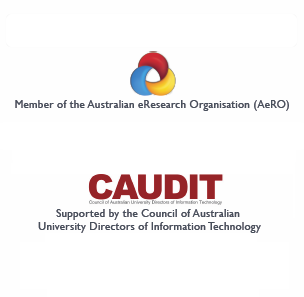 Member of the Australian eResearch Organisation (AeRO)
CAUDIT
Council of Australian University Directors of Information Technology
Supported by the Council of Australian
University Directors of Information Technology